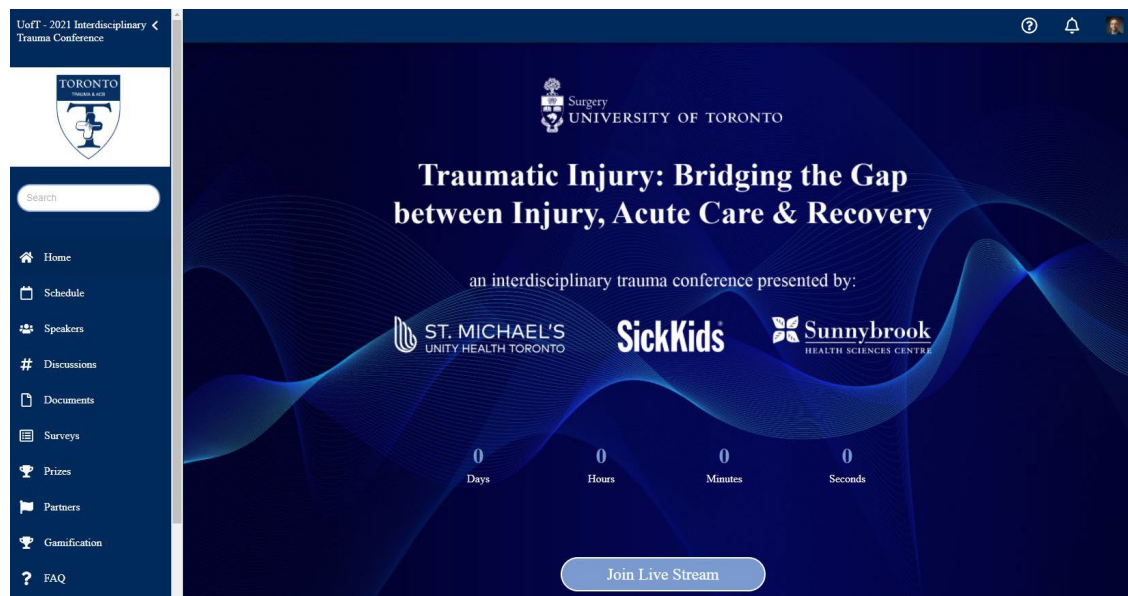 UofT - 2021 Interdisciplinary
Trauma Conference
TORONTO
TRAUMA & ACS
Search
Home
Schedule
Speakers
# Discussions
Documents
Surveys
Prizes
Partners
Gamification
? FAQ
?
Surgery
UNIVERSITY OF TORONTO
Traumatic Injury: Bridging the Gap
between Injury, Acute Care & Recovery
an interdisciplinary trauma conference presented by:
ST. MICHAEL'S
UNITY HEALTH TORONTO
SickKids
Sunnybrook
HEALTH SCIENCES CENTRE
0 0 0 0
Days Hours Minutes Seconds
Join Live Stream